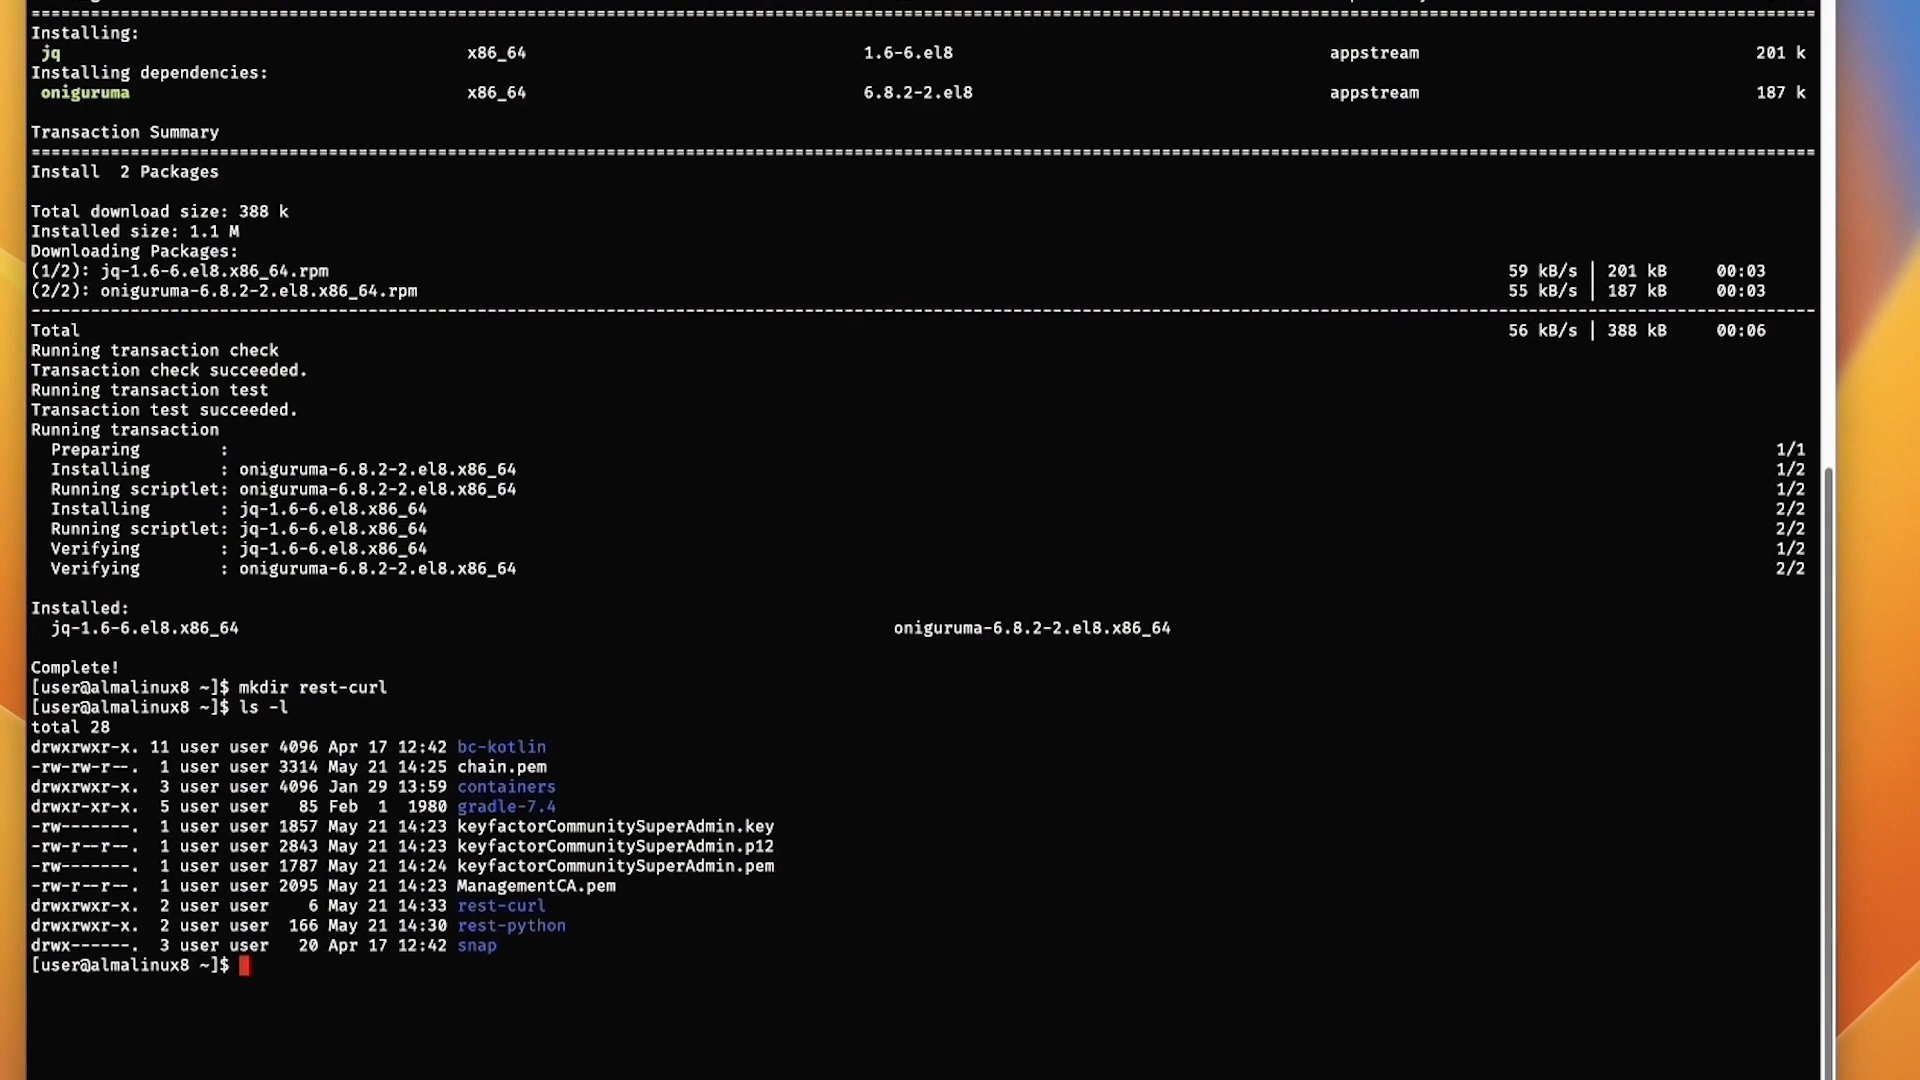 ================================================================================
Installing:
jq x86_64 1.6-6.el8 appstream 201 k
Installing dependencies:
oniguruma x86_64 6.8.2-2.el8 appstream 187 k
Transaction Summary
================================================================================
Install  2 Packages
Total download size: 388 k
Installed size: 1.1 M
Downloading Packages:
(1/2): jq-1.6-6.el8.x86_64.rpm 59 kB/s | 201 kB 00:03
(2/2): oniguruma-6.8.2-2.el8.x86_64.rpm 55 kB/s | 187 kB 00:03
--------------------------------------------------------------------------------
Total 56 kB/s | 388 kB 00:06
Running transaction check
Transaction check succeeded.
Running transaction test
Transaction test succeeded.
Running transaction
Preparing : 1/1
Installing : oniguruma-6.8.2-2.el8.x86_64 1/2
Running scriptlet: oniguruma-6.8.2-2.el8.x86_64 1/2
Installing : jq-1.6-6.el8.x86_64 2/2
Running scriptlet: jq-1.6-6.el8.x86_64 2/2
Verifying : jq-1.6-6.el8.x86_64 1/2
Verifying : oniguruma-6.8.2-2.el8.x86_64 2/2
Installed:
jq-1.6-6.el8.x86_64 oniguruma-6.8.2-2.el8.x86_64
Complete!
[user@almalinux8 ~]$ mkdir rest-curl
[user@almalinux8 ~]$ ls -l
total 28
drwxrwxr-x. 11 user user 4096 Apr 17 12:42 bc-kotlin
-rw-rw-r--.  1 user user 3314 May 21 14:25 chain.pem
drwxrwxr-x.  3 user user 4096 Jan 29 13:59 containers
drwxr-xr-x.  5 user user   85 Feb  1  1980 gradle-7.4
-rw-------.  1 user user 1857 May 21 14:23 keyfactorCommunitySuperAdmin.key
-rw-r--r--.  1 user user 2843 May 21 14:23 keyfactorCommunitySuperAdmin.p12
-rw-------.  1 user user 1787 May 21 14:24 keyfactorCommunitySuperAdmin.pem
-rw-r--r--.  1 user user 2095 May 21 14:23 ManagementCA.pem
drwxrwxr-x.  2 user user    6 May 21 14:33 rest-curl
drwxrwxr-x.  2 user user  166 May 21 14:30 rest-python
drwx------.  3 user user   20 Apr 17 12:42 snap
[user@almalinux8 ~]$